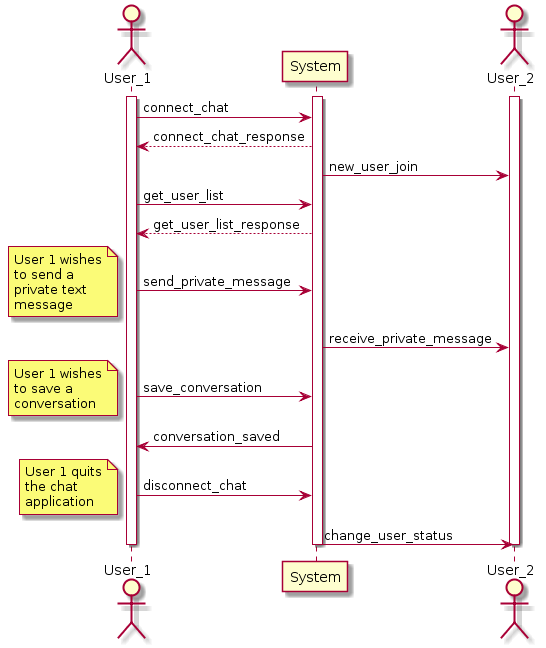 User_1
System
User_2
connect_chat
connect_chat_response
new_user_join
get_user_list
get_user_list_response
User 1 wishes
to send a
private text
message
send_private_message
receive_private_message
User 1 wishes
to save a
conversation
save_conversation
conversation_saved
User 1 quits
the chat
application
disconnect_chat
change_user_status
User_1
System
User_2